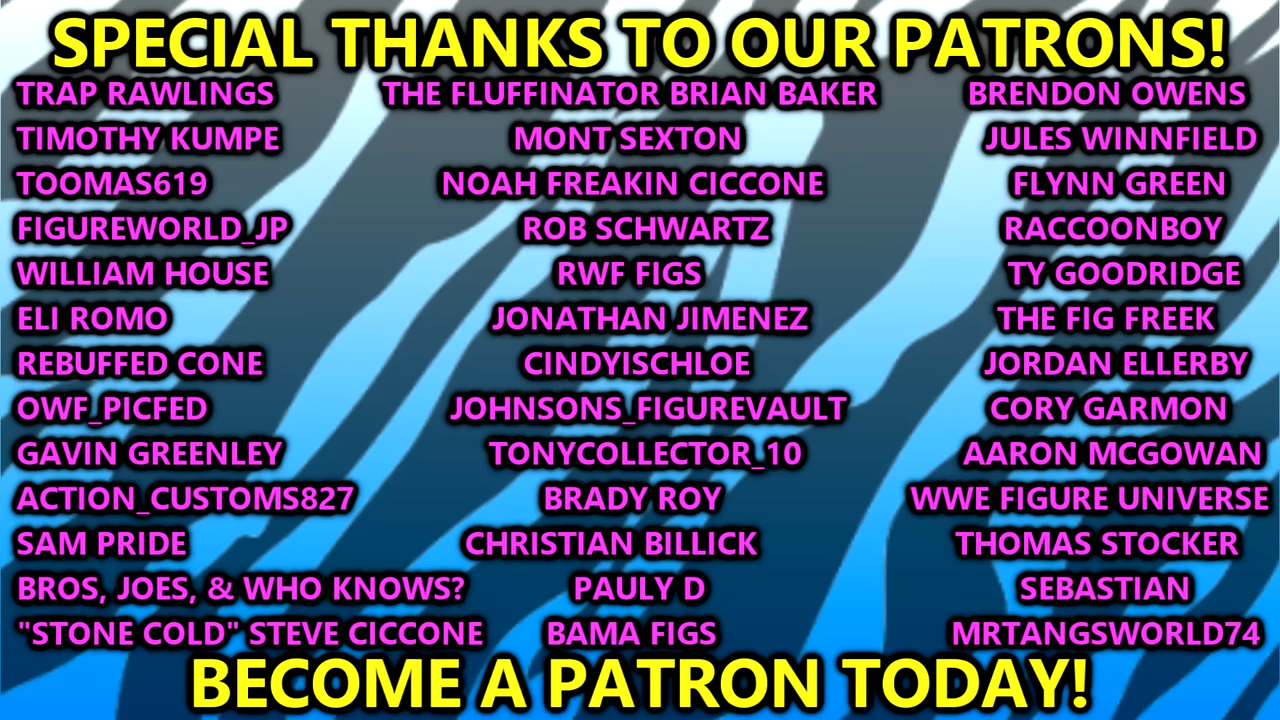 SPECIAL THANKS TO OUR PATRONS!
TRAP RAWLINGS THE FLUFFINATOR BRIAN BAKER BRENDON OWENS
TIMOTHY KUMPE MONT SEXTON JULES WINNFIELD
TOOMAS619 NOAH FREAKIN CICCONE FLYNN GREEN
FIGUREWORLD_JP ROB SCHWARTZ RACCOONBOY
WILLIAM HOUSE RWF FIGS TY GOODRIDGE
ELI ROMO JONATHAN JIMENEZ THE FIG FREEK
REBUFFED CONE CINDYISCHLOE JORDAN ELLERBY
OWF_PICFED JOHNSONS_FIGUREVAULT CORY GARMON
GAVIN GREENLEY TONYCOLLECTOR_10 AARON MCGOWAN
ACTION_CUSTOMS827 BRADY ROY WWE FIGURE UNIVERSE
SAM PRIDE CHRISTIAN BILLICK THOMAS STOCKER
BROS, JOES, & WHO KNOWS? PAULY D SEBASTIAN
"STONE COLD" STEVE CICCONE BAMA FIGS MRTANGSWORLD74
BECOME A PATRON TODAY!